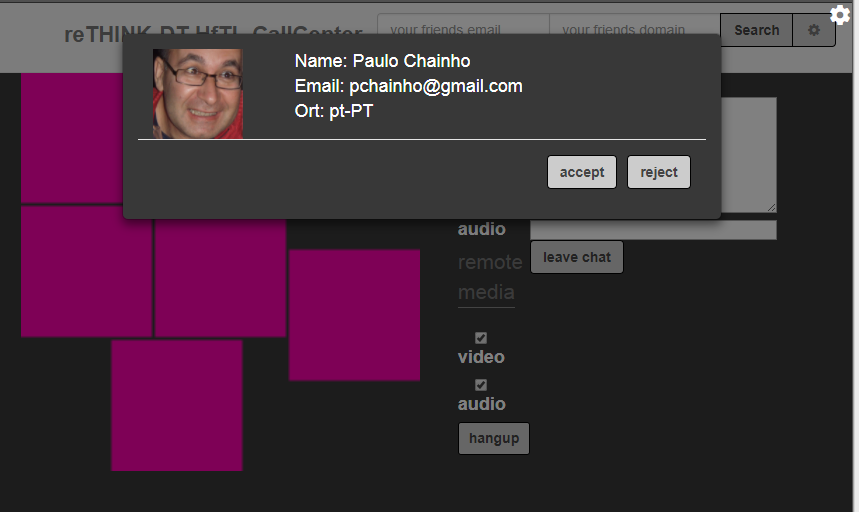 reTHINK-DT-HfTL-CallCenter
your friends email
your friends domain
Search
Name: Paulo Chainho
Email: pchainho@gmail.com
Ort: pt-PT
accept
reject
audio
remote
media
leave chat
video
audio
hangup